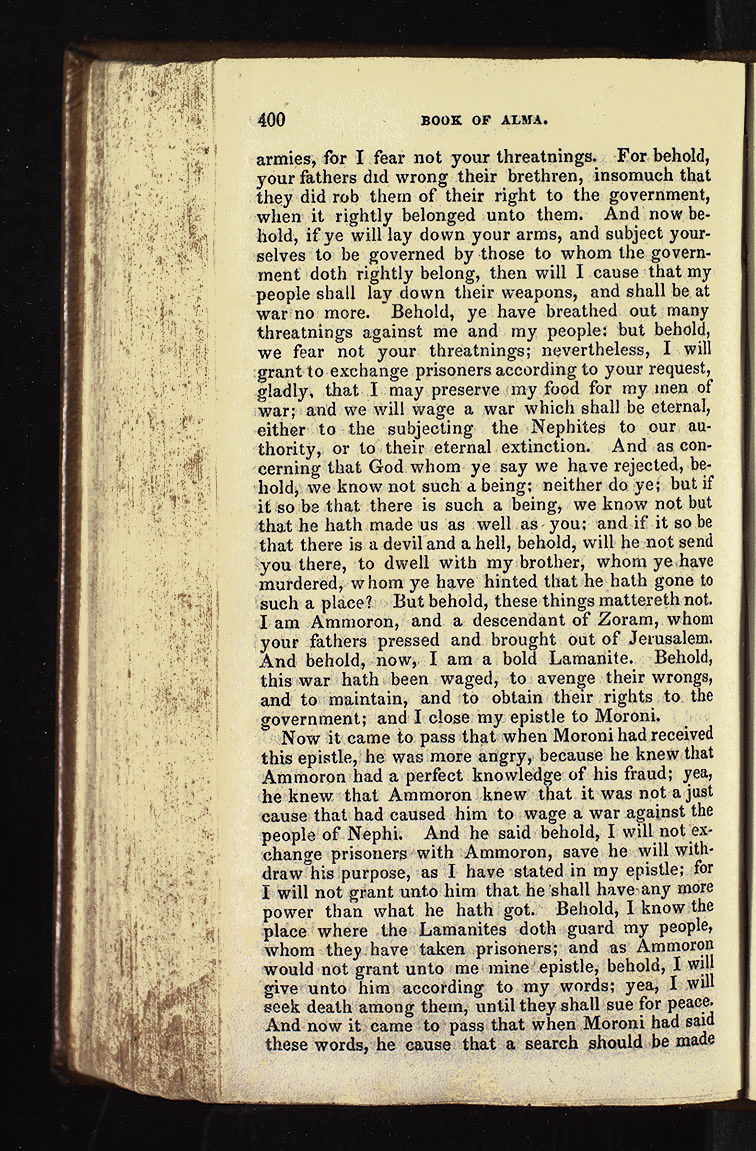 400 BOOK OF ALMA.
armies, for I fear not your threatnings. For behold,
your fathers did wrong their brethren, insomuch that
they did rob them of their right to the government,
when it rightly belonged unto them. And now be-
hold, if ye will lay down your arms, and subject your-
selves to be governed by those to whom the govern-
ment doth rightly belong, then will I cause that my
people shall lay down their weapons, and shall be at
war no more. Behold, ye have breathed out many
threatnings against me and my people: but behold,
we fear not your threatnings; nevertheless, I will
grant to exchange prisoners according to your request,
gladly, that I may preserve my food for my men of
war; and we will wage a war which shall be eternal,
either to the subjecting the Nephites to our au-
thority, or to their eternal extinction. And as con-
cerning that God whom ye say we have rejected, be-
hold, we know not such a being: neither do ye; but if
it so be that there is such a being, we know not but
that he hath made us as well as you; and if it so be
that there is a devil and a hell, behold, will he not send
you there, to dwell with my brother, whom ye have
murdered, whom ye have hinted that he hath gone to
such a place? But behold, these things mattereth not.
I am Ammoron, and a descendant of Zoram, whom
your fathers pressed and brought out of Jerusalem.
And behold, now, I am a bold Lamanite. Behold,
this war hath been waged, to avenge their wrongs,
and to maintain, and to obtain their rights to the
government; and I close my epistle to Moroni.
Now it came to pass that when Moroni had received
this epistle, he was more angry, because he knew that
Ammoron had a perfect knowledge of his fraud; yea,
he knew that Ammoron knew that it was not a just
cause that had caused him to wage a war against the
people of Nephi. And he said behold, I will not ex-
change prisoners with Ammoron, save he will with-
draw his purpose, as I have stated in my epistle; for
I will not grant unto him that he shall have any more
power than what he hath got. Behold, I know the
place where the Lamanites doth guard my people,
whom they have taken prisoners; and as Ammoron
would not grant unto me mine epistle, behold, I will
give unto him according to my words; yea, I will
seek death among them, until they shall sue for peace.
And now it came to pass that when Moroni had said
these words, he cause that a search should be made